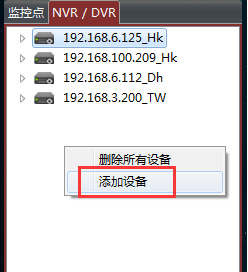 监控点 NVR / DVR
192.168.6.125_Hk
192.168.100.209_Hk
192.168.6.112_Dh
192.168.3.200_TW
删除所有设备
添加设备